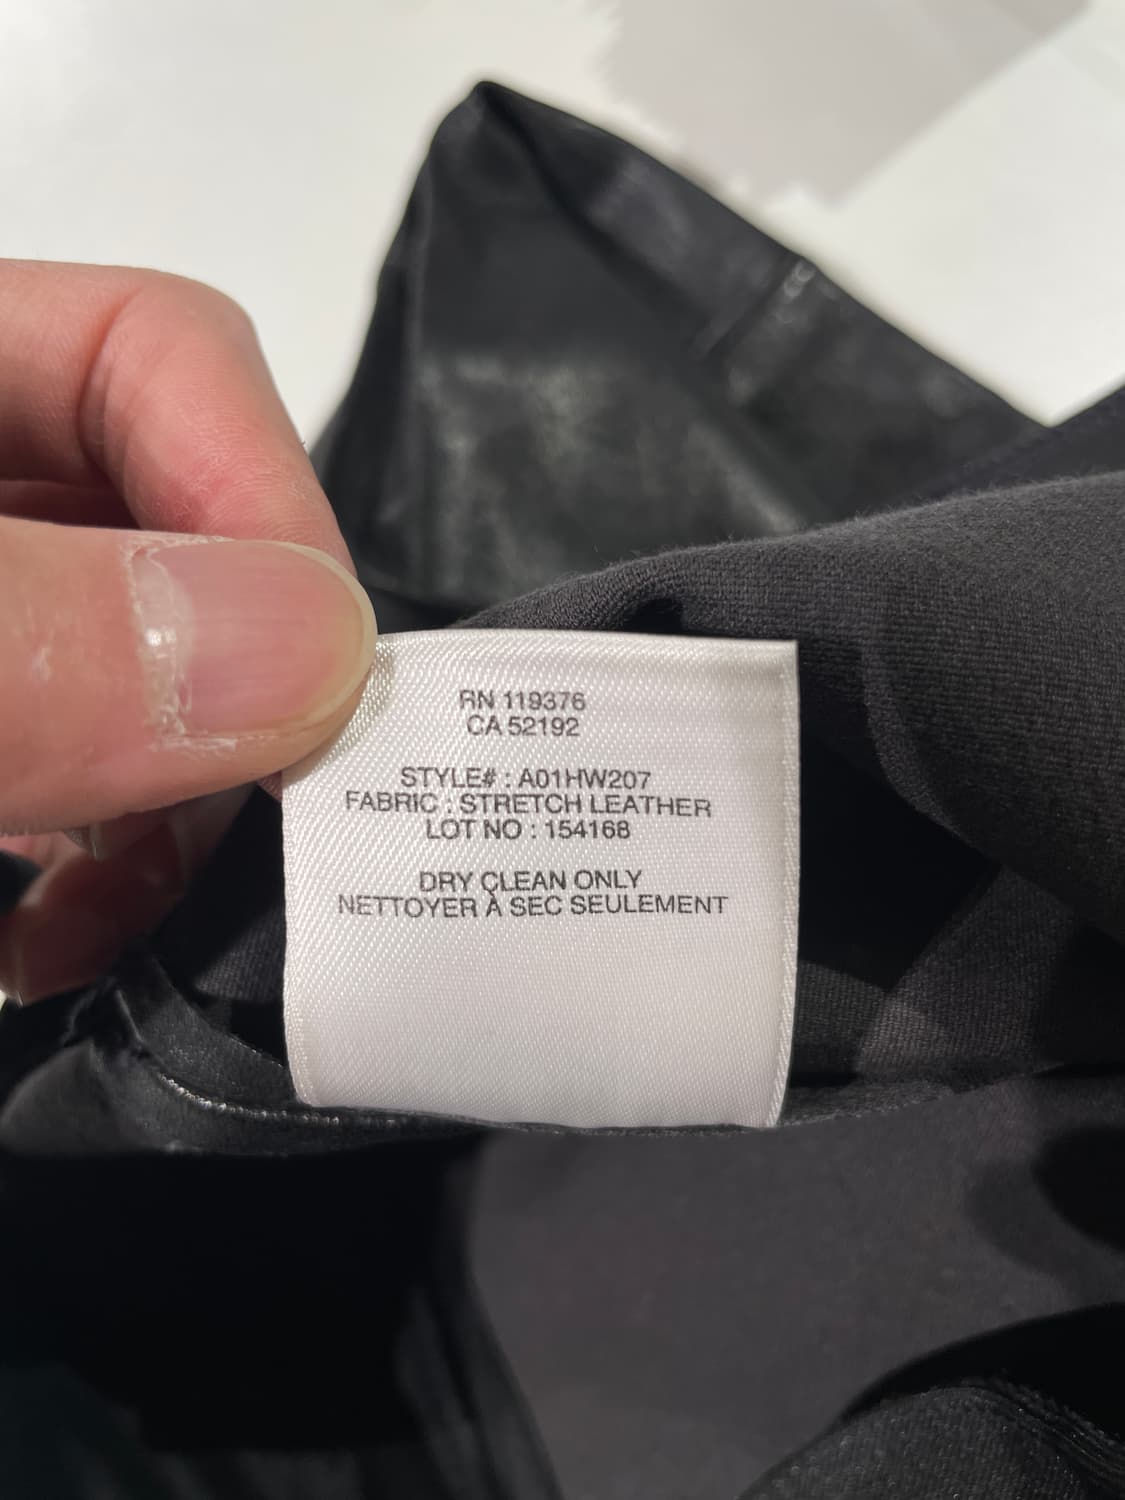 RN 119376
CA 52192
STYLE# : A01HW207
FABRIC : STRETCH LEATHER
LOT NO : 154168
DRY CLEAN ONLY
NETTOYER À SEC SEULEMENT